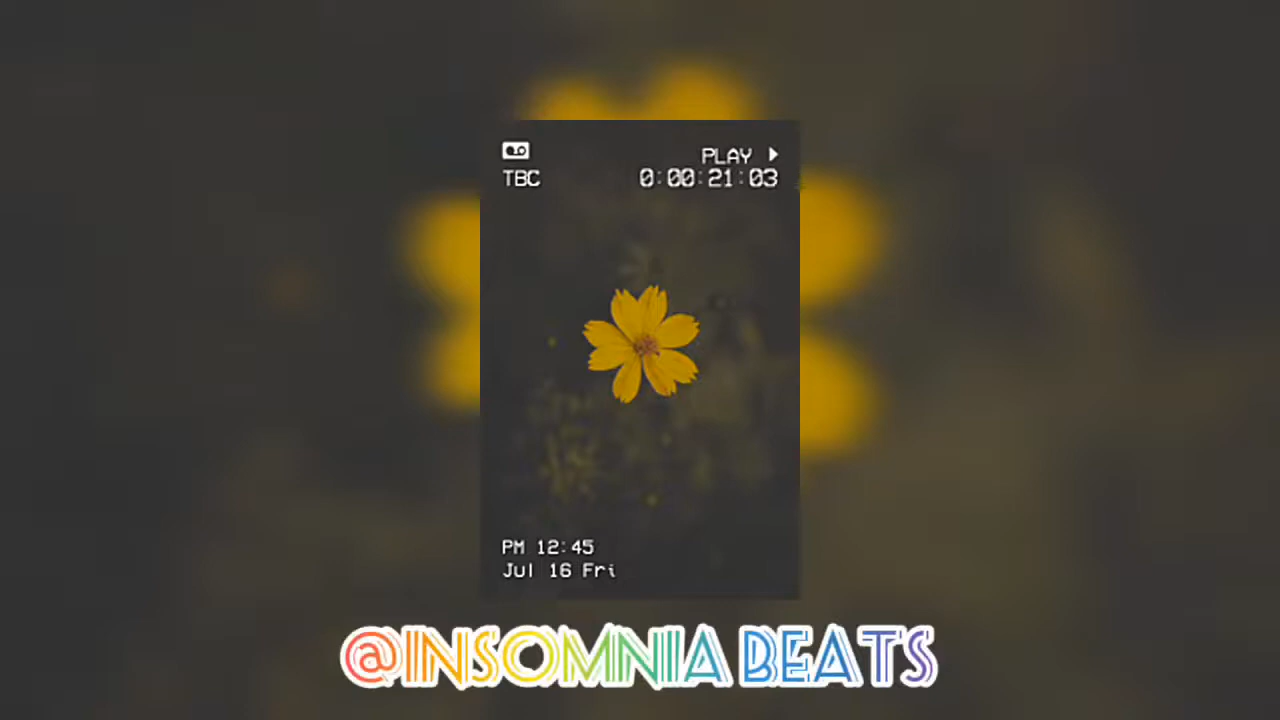 PLAY
TBC 0:00:21:03
PM 12:45
Jul 16 Fri
@INSOMNIA BEATS